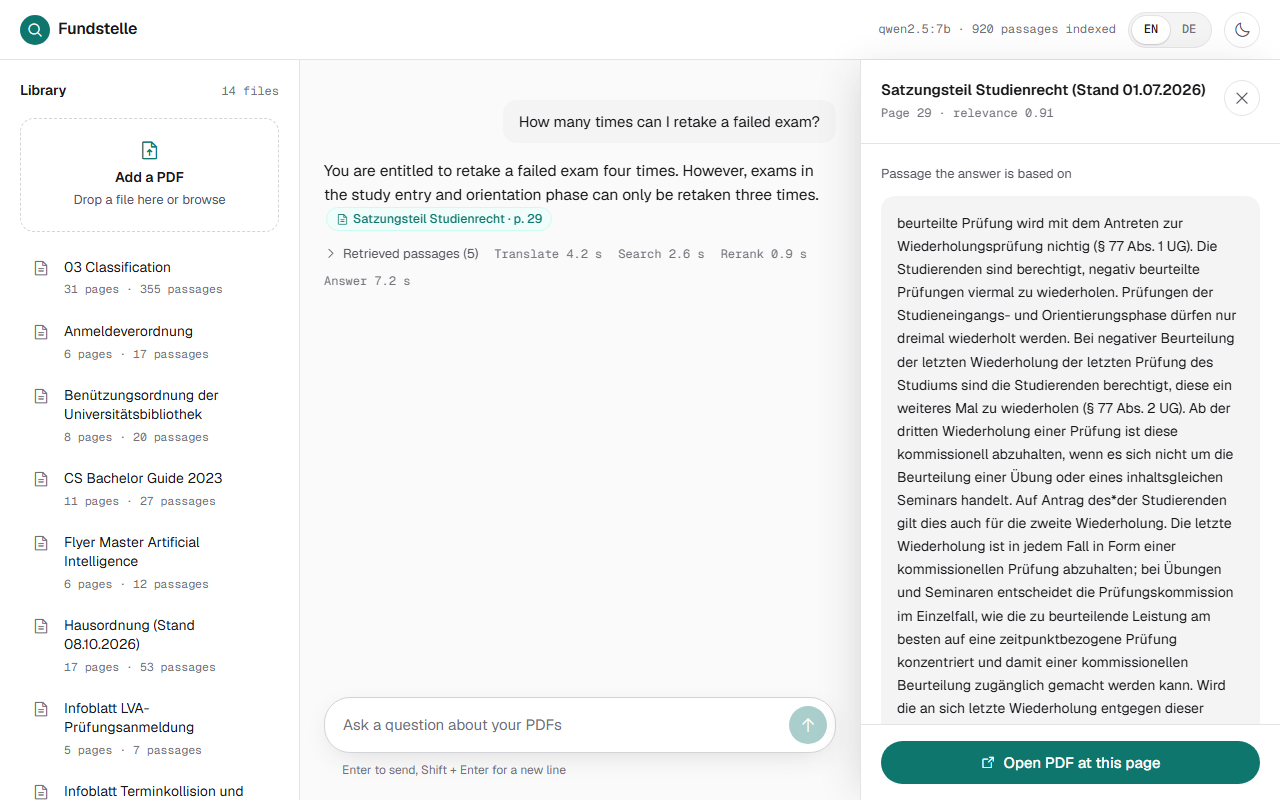 Fundstelle
qwen2.5:7b · 920 passages indexed
EN
DE
Library
14 files
Add a PDF
Drop a file here or browse
03 Classification
31 pages · 355 passages
Anmeldeverordnung
6 pages · 17 passages
Benützungsordnung der
Universitätsbibliothek
8 pages · 20 passages
CS Bachelor Guide 2023
11 pages · 27 passages
Flyer Master Artificial
Intelligence
6 pages · 12 passages
Hausordnung (Stand
08.10.2026)
17 pages · 53 passages
Infoblatt LVA-
Prüfungsanmeldung
5 pages · 7 passages
Infoblatt Terminkollision und
How many times can I retake a failed exam?
You are entitled to retake a failed exam four times. However, exams in
the study entry and orientation phase can only be retaken three times.
Satzungsteil Studienrecht · p. 29
Retrieved passages (5) Translate 4.2 s Search 2.6 s Rerank 0.9 s
Answer 7.2 s
Ask a question about your PDFs
Enter to send, Shift + Enter for a new line
Satzungsteil Studienrecht (Stand 01.07.2026)
Page 29 · relevance 0.91
Passage the answer is based on
beurteilte Prüfung wird mit dem Antreten zur
Wiederholungsprüfung nichtig (§ 77 Abs. 1 UG). Die
Studierenden sind berechtigt, negativ beurteilte
Prüfungen viermal zu wiederholen. Prüfungen der
Studieneingangs- und Orientierungsphase dürfen nur
dreimal wiederholt werden. Bei negativer Beurteilung
der letzten Wiederholung der letzten Prüfung des
Studiums sind die Studierenden berechtigt, diese ein
weiteres Mal zu wiederholen (§ 77 Abs. 2 UG). Ab der
dritten Wiederholung einer Prüfung ist diese
kommissionell abzuhalten, wenn es sich nicht um die
Beurteilung einer Übung oder eines inhaltsgleichen
Seminars handelt. Auf Antrag des*der Studierenden
gilt dies auch für die zweite Wiederholung. Die letzte
Wiederholung ist in jedem Fall in Form einer
kommissionellen Prüfung abzuhalten; bei Übungen
und Seminaren entscheidet die Prüfungskommission
im Einzelfall, wie die zu beurteilende Leistung am
besten auf eine zeitpunktbezogene Prüfung
konzentriert und damit einer kommissionellen
Beurteilung zugänglich gemacht werden kann. Wird
die an sich letzte Wiederholung entgegen dieser
Open PDF at this page